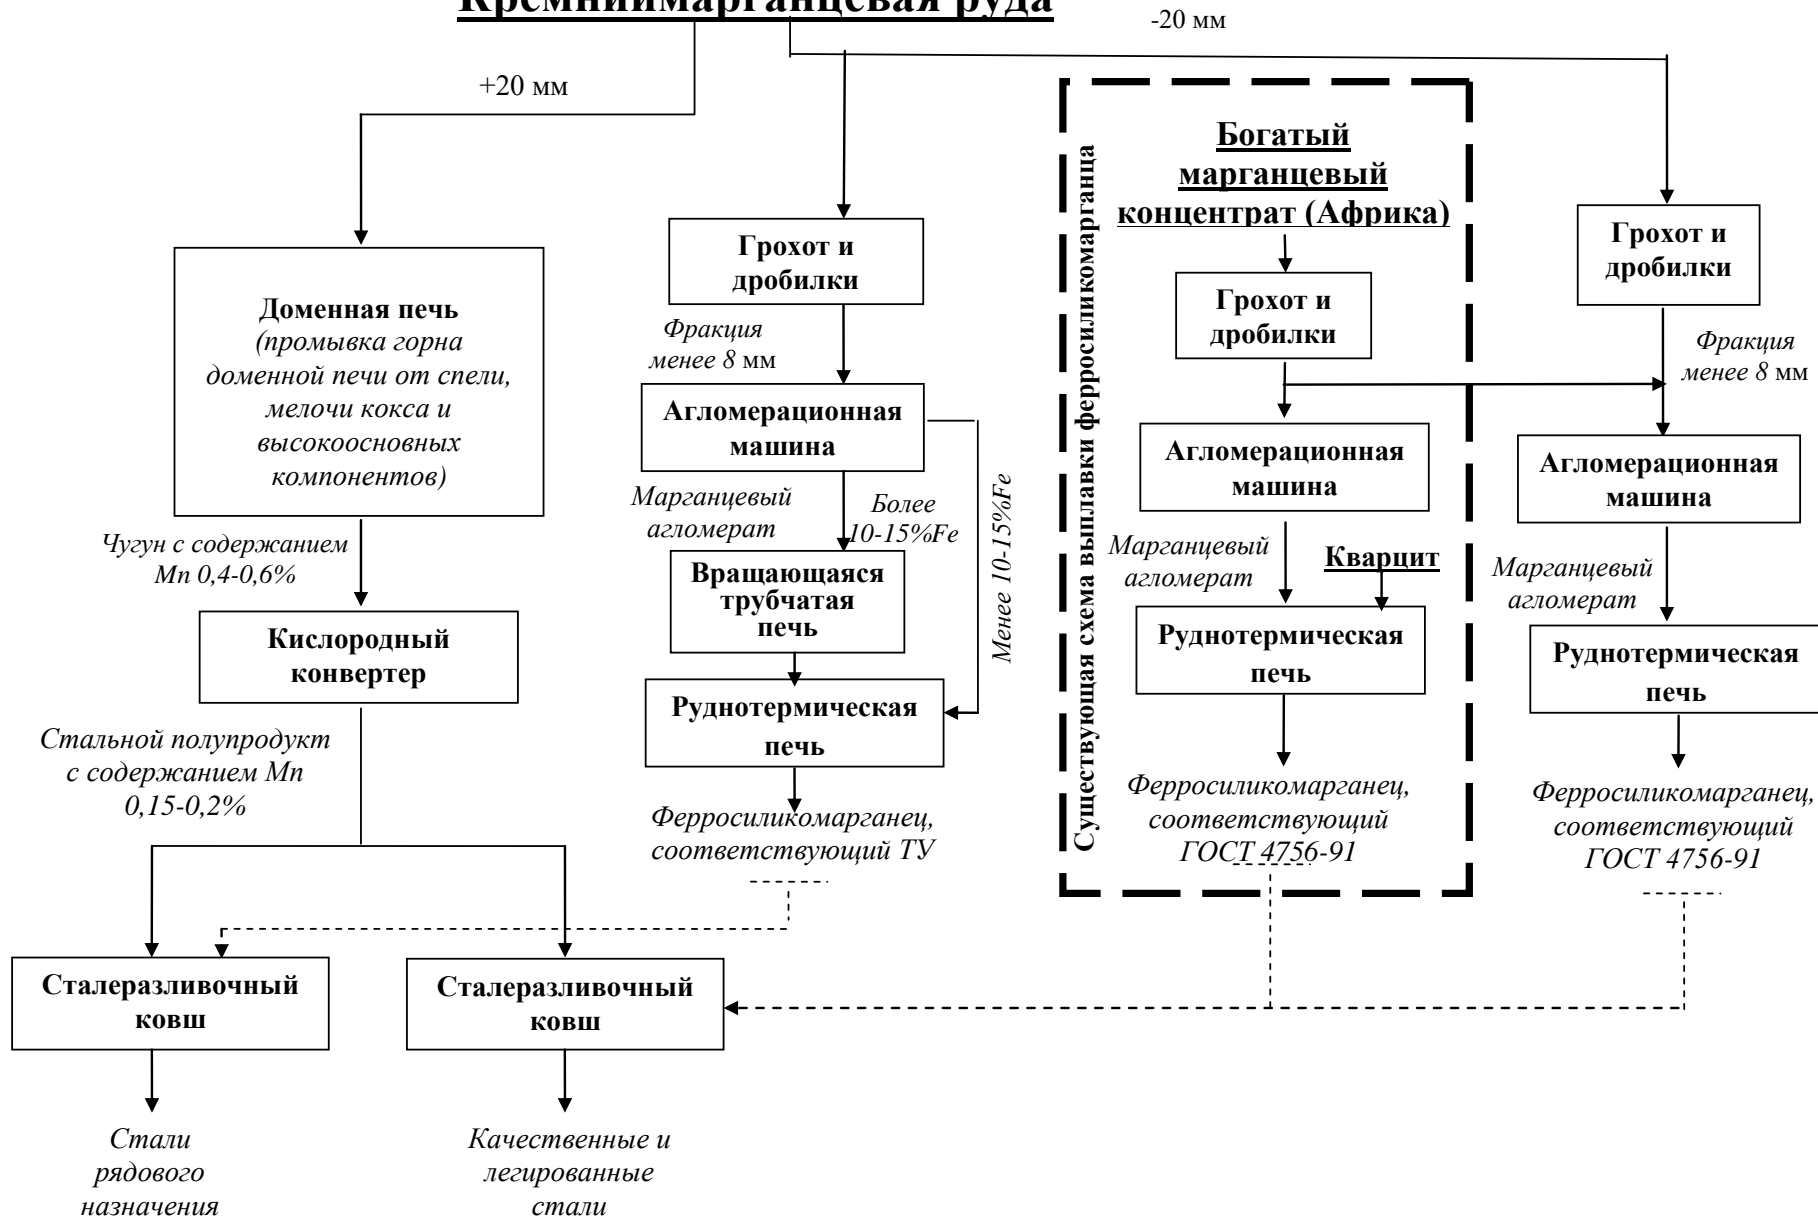 Кремниймарганцевая руда
-20 мм
+20 мм
Доменная печь
(промывка горна
доменной печи от спели,
мелочи кокса и
высокоосновных
компонентов)
Чугун с содержанием
Мп 0,4-0,6%
Кислородный
конвертер
Стальной полупродукт
с содержанием Мп
0,15-0,2%
Грохот и
дробилки
Фракция
менее 8 мм
Агломерационная
машина
Марганцевый
агломерат
Более
10-15%Fe
Менее 10-15%Fe
Вращающаяся
трубчатая
печь
Руднотермическая
печь
Ферросиликомарганец,
соответствующий ТУ
Существующая схема выплавки ферросиликомарганца
Богатый
марганцевый
концентрат (Африка)
Грохот и
дробилки
Агломерационная
машина
Марганцевый
агломерат
Кварцит
Руднотермическая
печь
Ферросиликомарганец,
соответствующий
ГОСТ 4756-91
Грохот и
дробилки
Фракция
менее 8 мм
Агломерационная
машина
Марганцевый
агломерат
Руднотермическая
печь
Ферросиликомарганец,
соответствующий
ГОСТ 4756-91
Сталеразливочный
ковш
Сталеразливочный
ковш
Стали
рядового
назначения
Качественные и
легированные
стали